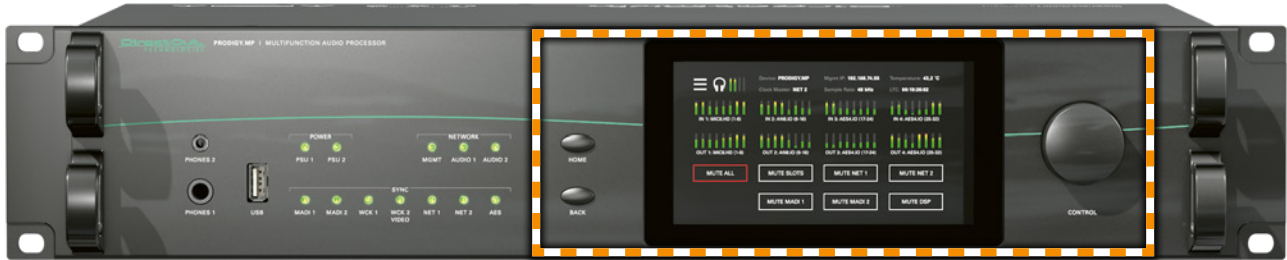 DirectOut
TECHNOLOGIES
PRODIGY.MP | MULTIFUNCTION AUDIO PROCESSOR
PHONES 2
PHONES 1
USB
POWER
PSU 1 PSU 2
NETWORK
MGMT AUDIO 1 AUDIO 2
SYNC
MADI 1 MADI 2 WCK 1 WCK 2 VIDEO NET 1 NET 2 AES
HOME
BACK
Device: PRODIGY.MP Mgmt IP: 192.168.74.55 Temperature: 43,2 °C
Clock Master: NET 2 Sample Rate: 48 kHz LTC:
IN 1: MIC8.HD (1-8) IN 2: AN8.IO (9-16) IN 3: AES4.IO (17-24) IN 4: AES4.IO (25-32)
OUT 1: MIC8.HD (1-8) OUT 2: AN8.IO (9-16) OUT 3: AES4.IO (17-24) OUT 4: AES4.IO (25-32)
MUTE ALL MUTE SLOTS MUTE NET 1 MUTE NET 2
MUTE MADI 1 MUTE MADI 2 MUTE DSP
CONTROL